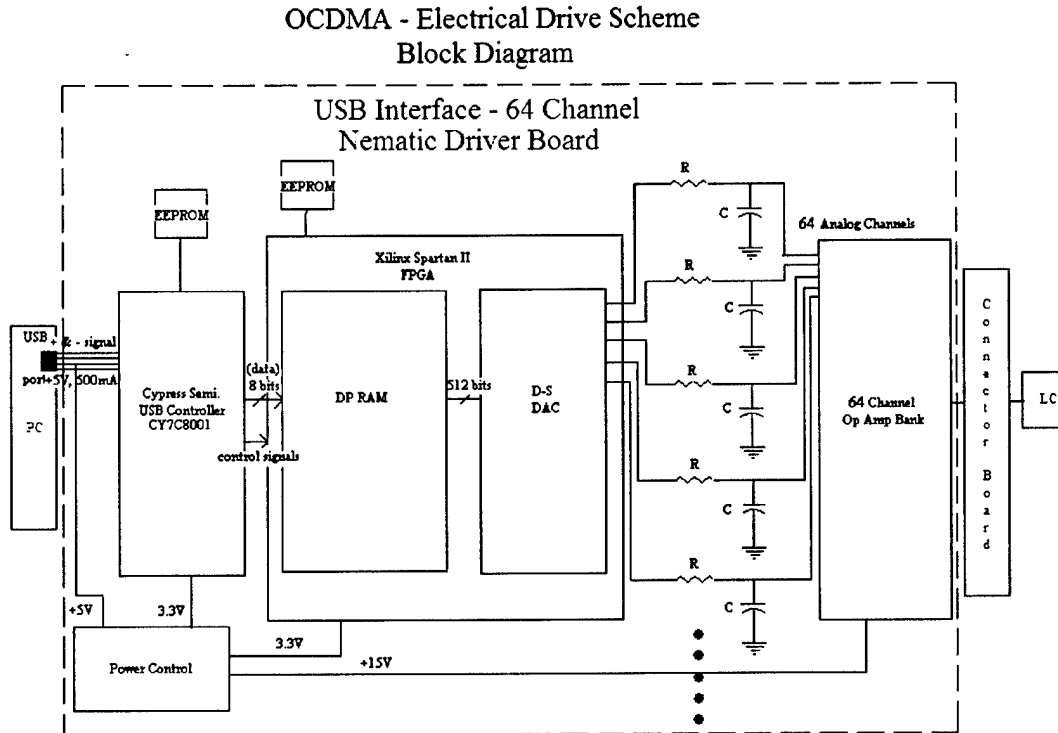 OCDMA - Electrical Drive Scheme
Block Diagram
USB Interface - 64 Channel
Nematic Driver Board
EEPROM
EEPROM
Xilinx Spartan II
FPGA
R
C
64 Analog Channels
R
C
USB + & - signal
port+5V, 500mA
PC
Cypress Semi.
USB Controller
CY7C8001
(data)
8 bits
control signals
DP RAM
512 bits
D-S
DAC
R
C
R
C
R
C
64 Channel
Op Amp Bank
Connector
Board
LC
+5V
3.3V
3.3V
+15V
Power Control